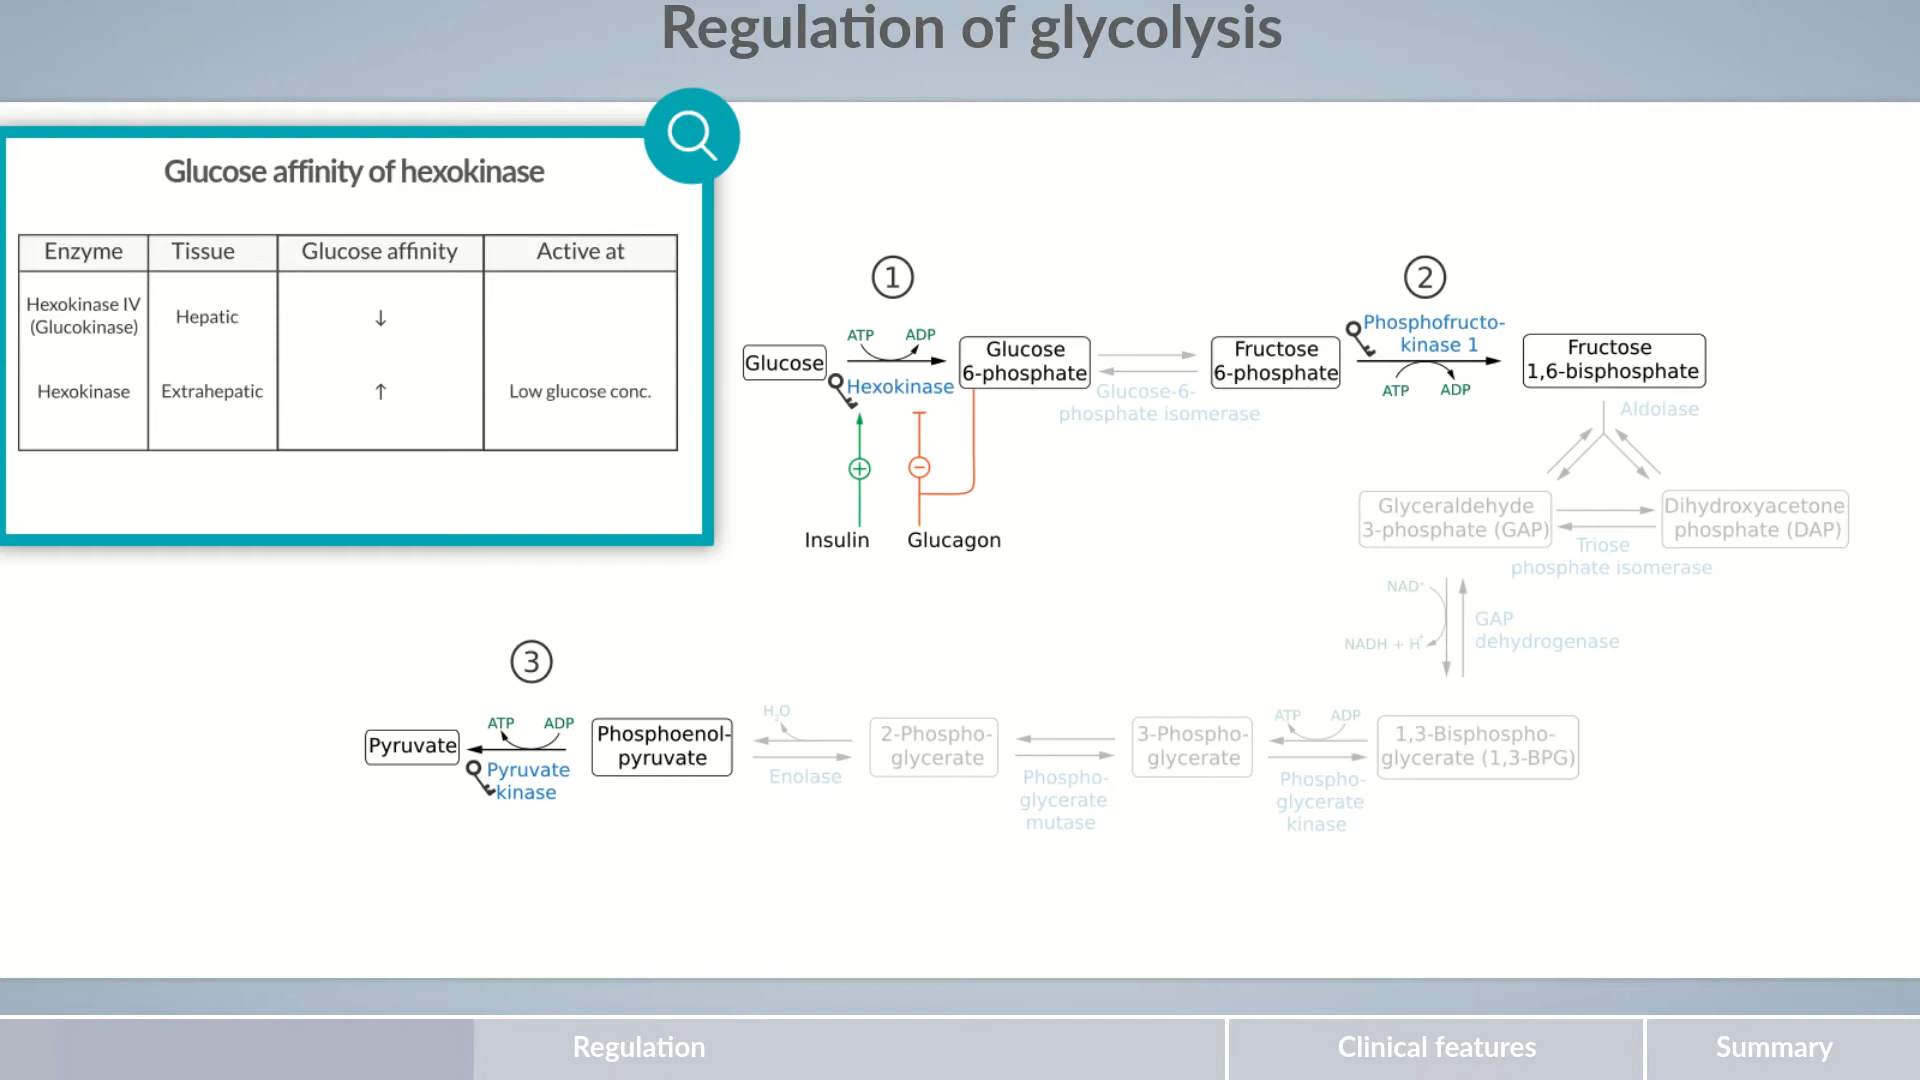 Regulation of glycolysis
Glucose affinity of hexokinase
Enzyme Tissue Glucose affinity Active at
Hexokinase IV
(Glucokinase) Hepatic ↓
Hexokinase Extrahepatic ↑ Low glucose conc.
1
2
Glucose
ATP ADP
Hexokinase
Glucose
6-phosphate
Glucose-6-
phosphate isomerase
Fructose
6-phosphate
Phosphofructo-
kinase 1
ATP ADP
Fructose
1,6-bisphosphate
Aldolase
+
−
Insulin Glucagon
Glyceraldehyde
3-phosphate (GAP)
Dihydroxyacetone
phosphate (DAP)
Triose
phosphate isomerase
NAD⁺
NADH + H⁺
GAP
dehydrogenase
3
Pyruvate
ATP ADP
Pyruvate
kinase
Phosphoenol-
pyruvate
H₂O
Enolase
2-Phospho-
glycerate
Phospho-
glycerate
mutase
3-Phospho-
glycerate
ATP ADP
Phospho-
glycerate
kinase
1,3-Bisphospho-
glycerate (1,3-BPG)
Regulation Clinical features Summary